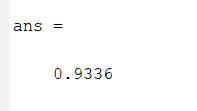 ans =
0.9336